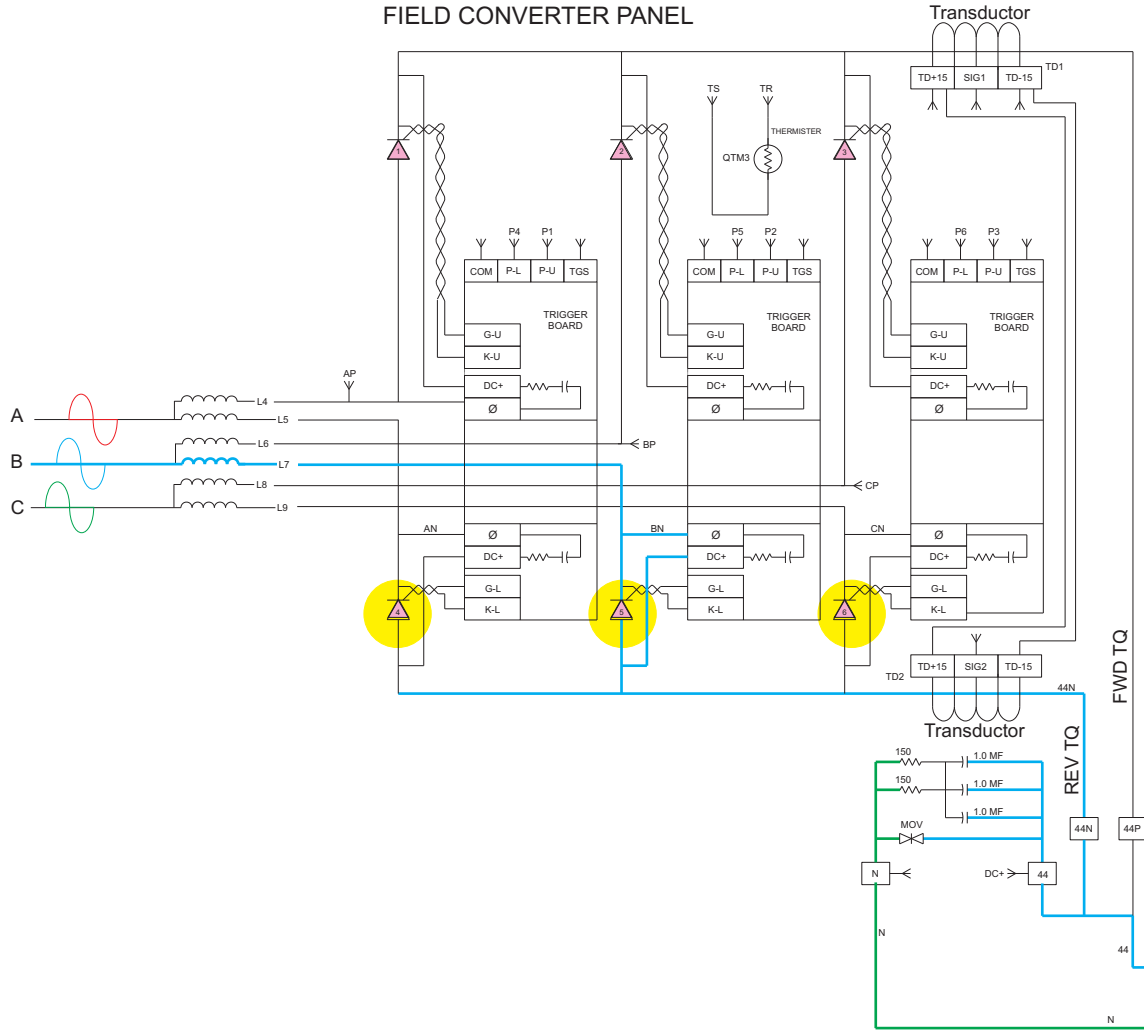 FIELD CONVERTER PANEL
Transductor
TD1
TD+15 SIG1 TD-15
TS TR
THERMISTER
QTM3
1 2 3
P4 P1 P5 P2 P6 P3
COM P-L P-U TGS COM P-L P-U TGS COM P-L P-U TGS
TRIGGER BOARD TRIGGER BOARD TRIGGER BOARD
G-U G-U G-U
K-U K-U K-U
AP
DC+ DC+ DC+
Ø Ø Ø
A L4
L5
B L6 BP
L7
C L8 CP
L9
AN BN CN
Ø Ø Ø
DC+ DC+ DC+
G-L G-L G-L
K-L K-L K-L
4 5 6
TD+15 SIG2 TD-15
TD2
44N
Transductor
REV TQ
FWD TQ
150 1.0 MF
150 1.0 MF
1.0 MF
MOV
44N 44P
N DC+ 44
N
44
N